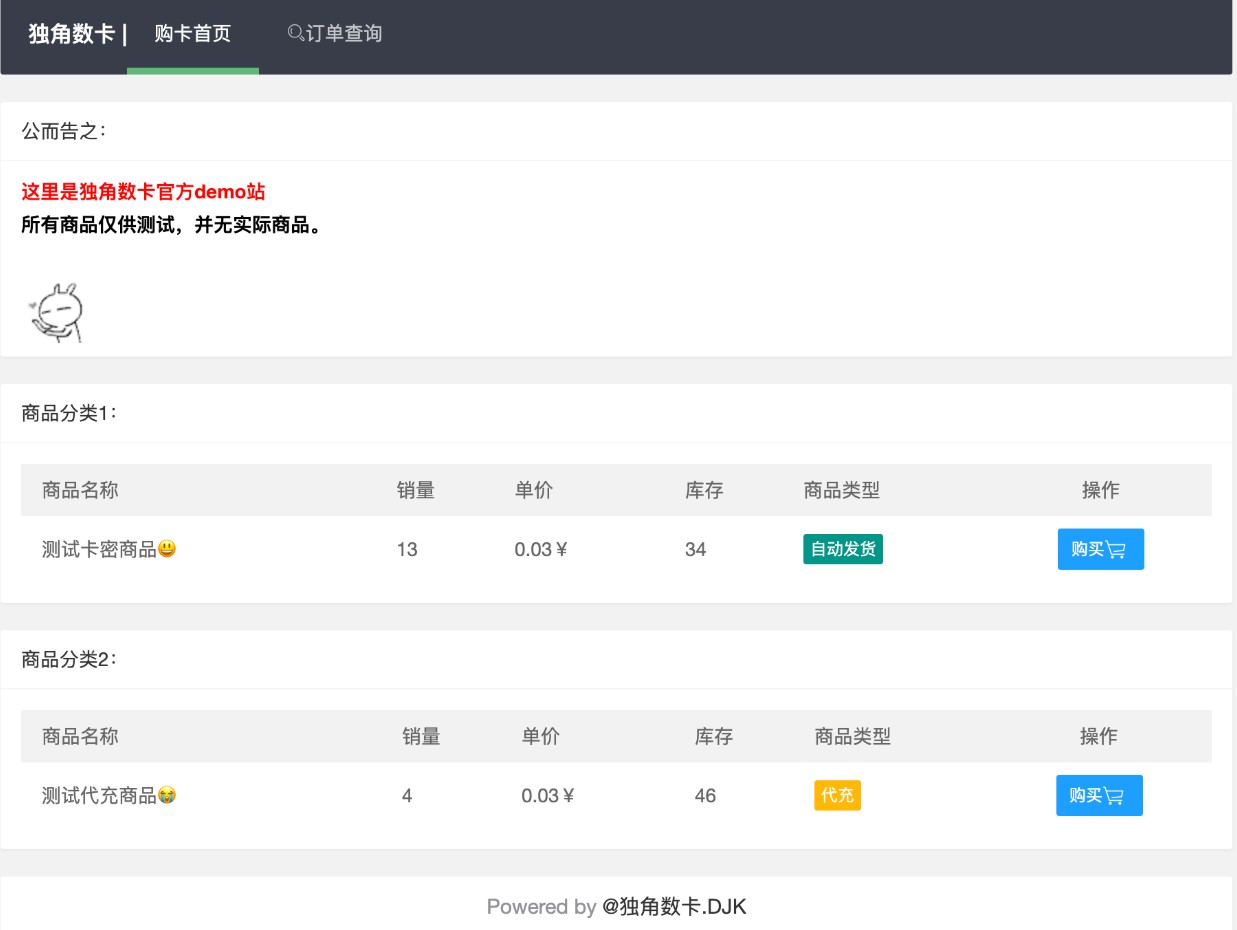 独角数卡 | 购卡首页 订单查询
公而告之：
这里是独角数卡官方demo站
所有商品仅供测试，并无实际商品。
商品分类1：
商品名称 销量 单价 库存 商品类型 操作
测试卡密商品😃 13 0.03 ¥ 34 自动发货 购买
商品分类2：
商品名称 销量 单价 库存 商品类型 操作
测试代充商品😭 4 0.03 ¥ 46 代充 购买
Powered by @独角数卡.DJK